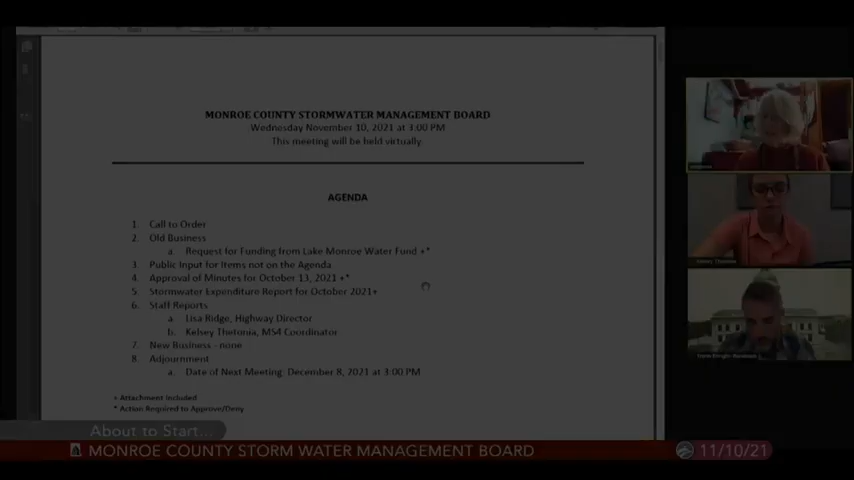 MONROE COUNTY STORMWATER MANAGEMENT BOARD
Wednesday November 10, 2021 at 3:00 PM
This meeting will be held virtually
AGENDA
1. Call to Order
2. Old Business
a. Request for Funding from Lake Monroe Water Fund +*
3. Public Input for Items not on the Agenda
4. Approval of Minutes for October 13, 2021 +*
5. Stormwater Expenditure Report for October 2021+
6. Staff Reports
a. Lisa Ridge, Highway Director
b. Kelsey Thetonia, MS4 Coordinator
7. New Business - none
8. Adjournment
a. Date of Next Meeting: December 8, 2021 at 3:00 PM
+ Attachment Included
* Action Required to Approve/Deny
Kelsey Thetonia
About to Start...
MONROE COUNTY STORM WATER MANAGEMENT BOARD
11/10/21